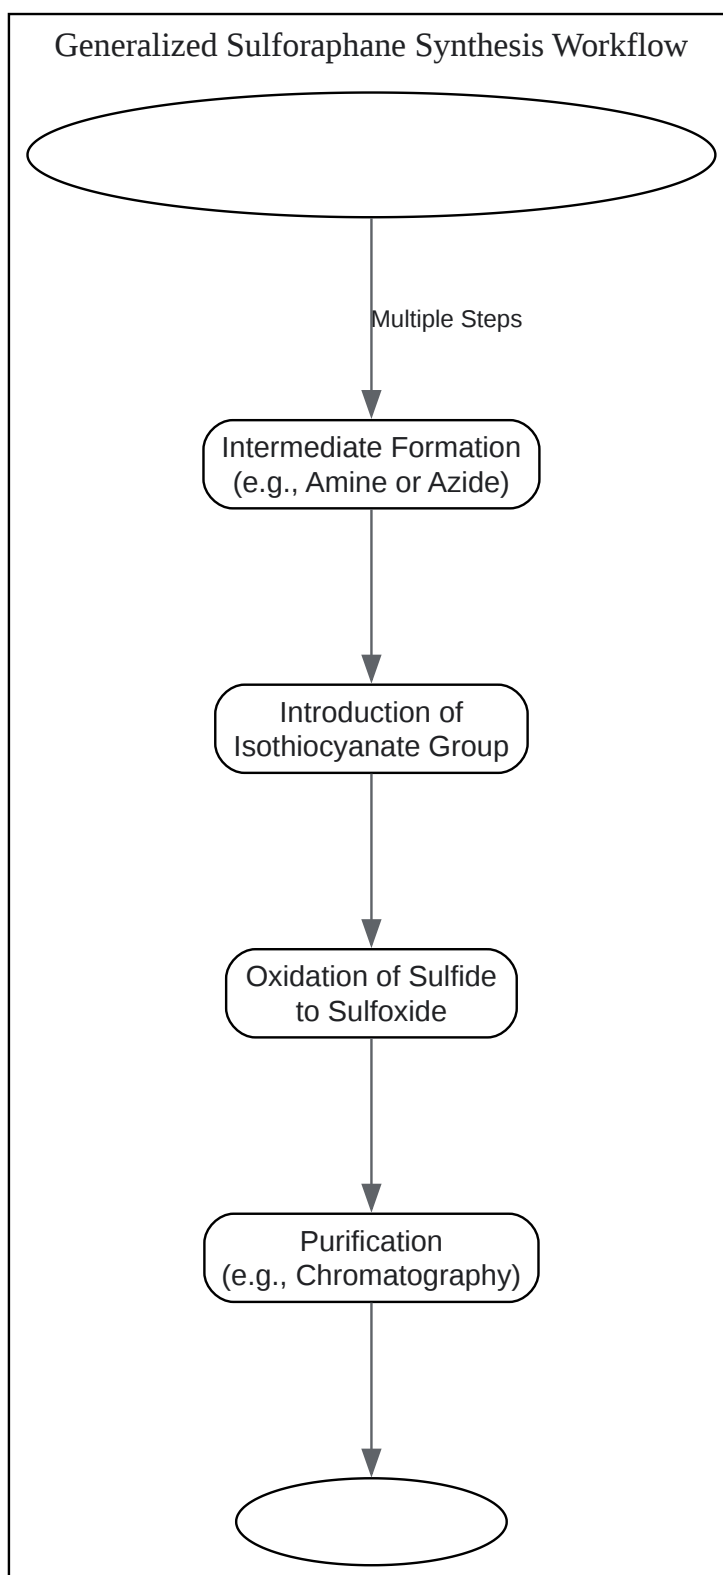 Generalized Sulforaphane Synthesis Workflow
Multiple Steps
Intermediate Formation
(e.g., Amine or Azide)
Introduction of
Isothiocyanate Group
Oxidation of Sulfide
to Sulfoxide
Purification
(e.g., Chromatography)